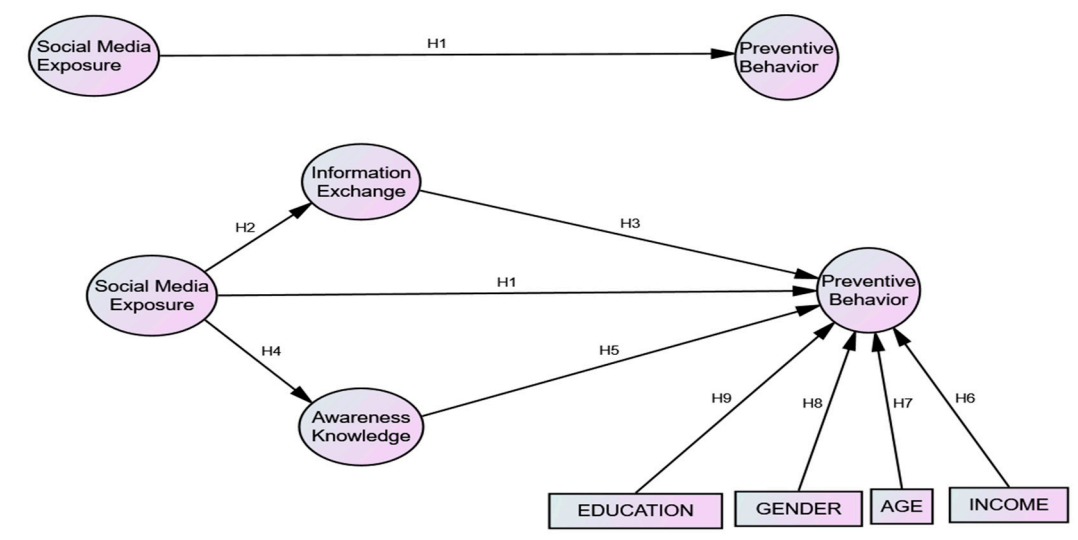 Social Media
Exposure
H1
Preventive
Behavior
Information
Exchange
H2
H3
Social Media
Exposure
H1
Preventive
Behavior
H4
H5
Awareness
Knowledge
H9
H8
H7
H6
EDUCATION
GENDER
AGE
INCOME